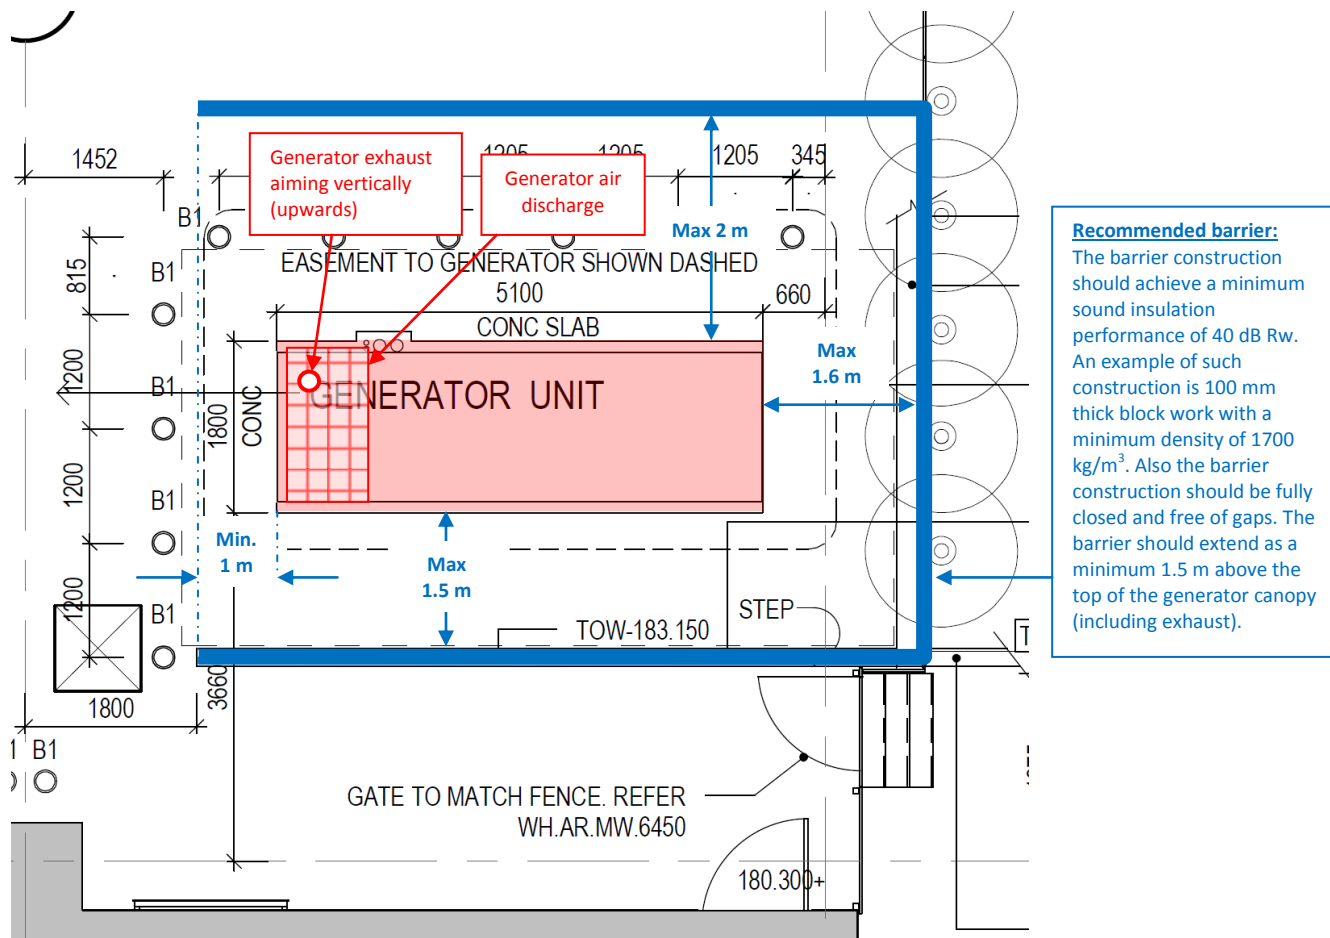 1452
1205
1205
1205
345
Generator exhaust
aiming vertically
(upwards)
Generator air
discharge
B1
Max 2 m
EASEMENT TO GENERATOR SHOWN DASHED
815
B1
5100
660
CONC SLAB
Max
1.6 m
1200
B1
1800
CONC
GENERATOR UNIT
1200
B1
Min.
1 m
Max
1.5 m
1200
B1
STEP
TOW-183.150
3660
1800
1 B1
GATE TO MATCH FENCE. REFER
WH.AR.MW.6450
180.300+
Recommended barrier:
The barrier construction
should achieve a minimum
sound insulation
performance of 40 dB Rw.
An example of such
construction is 100 mm
thick block work with a
minimum density of 1700
kg/m³. Also the barrier
construction should be fully
closed and free of gaps. The
barrier should extend as a
minimum 1.5 m above the
top of the generator canopy
(including exhaust).